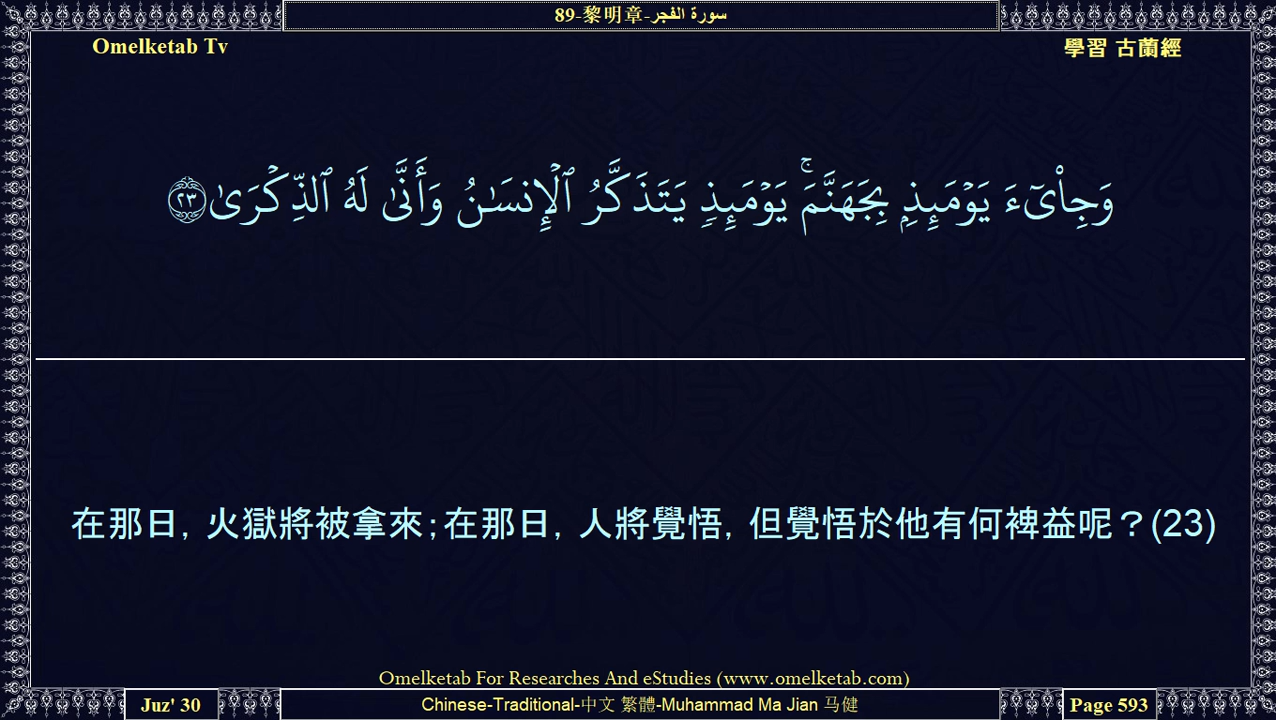 89-黎明章-سورة الفجر
Omelketab Tv
學習 古蘭經
وَجِا۟ىٓءَ يَوۡمَئِذِۭ بِجَهَنَّمَۚ يَوۡمَئِذٖ يَتَذَكَّرُ ٱلۡإِنسَٰنُ وَأَنَّىٰ لَهُ ٱلذِّكۡرَىٰ ٢٣
在那日, 火獄將被拿來;在那日, 人將覺悟, 但覺悟於他有何裨益呢？(23)
Omelketab For Researches And eStudies (www.omelketab.com)
Juz' 30
Chinese-Traditional-中文 繁體-Muhammad Ma Jian 马健
Page 593